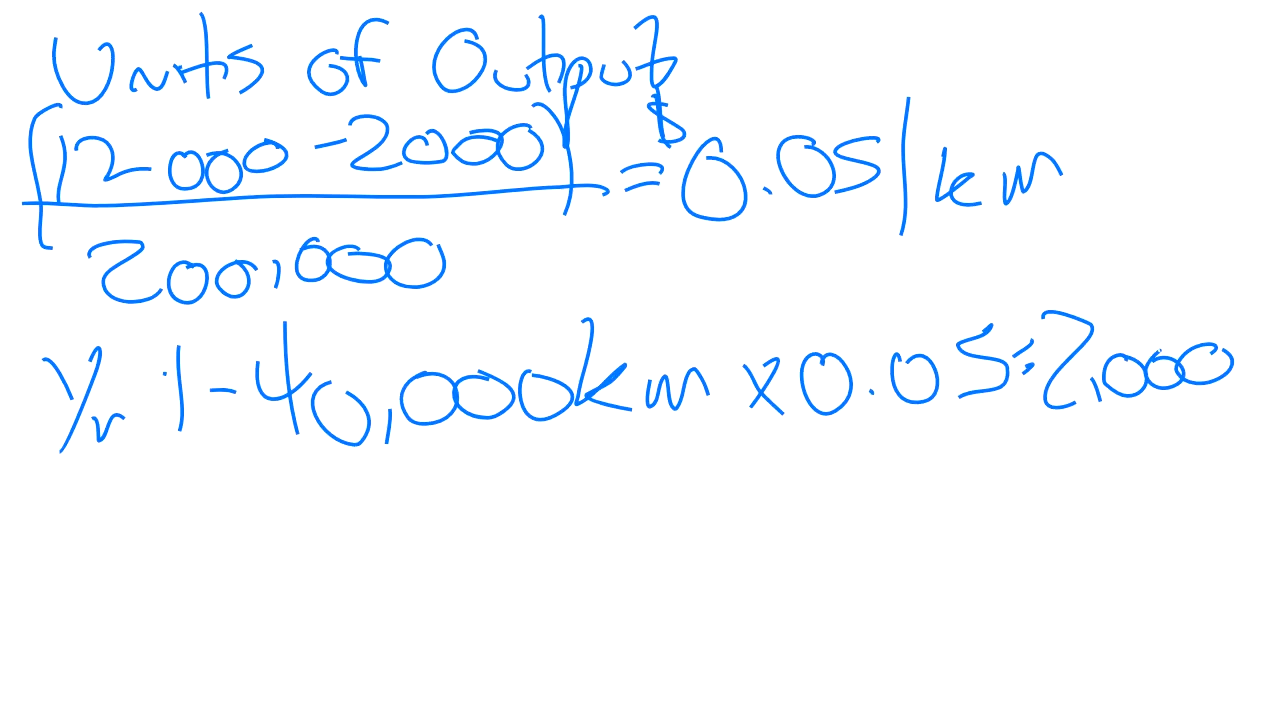 Units of Output
(12000-2000) = $0.05/km
200,000
Yr 1-40,000km x 0.05=2,000